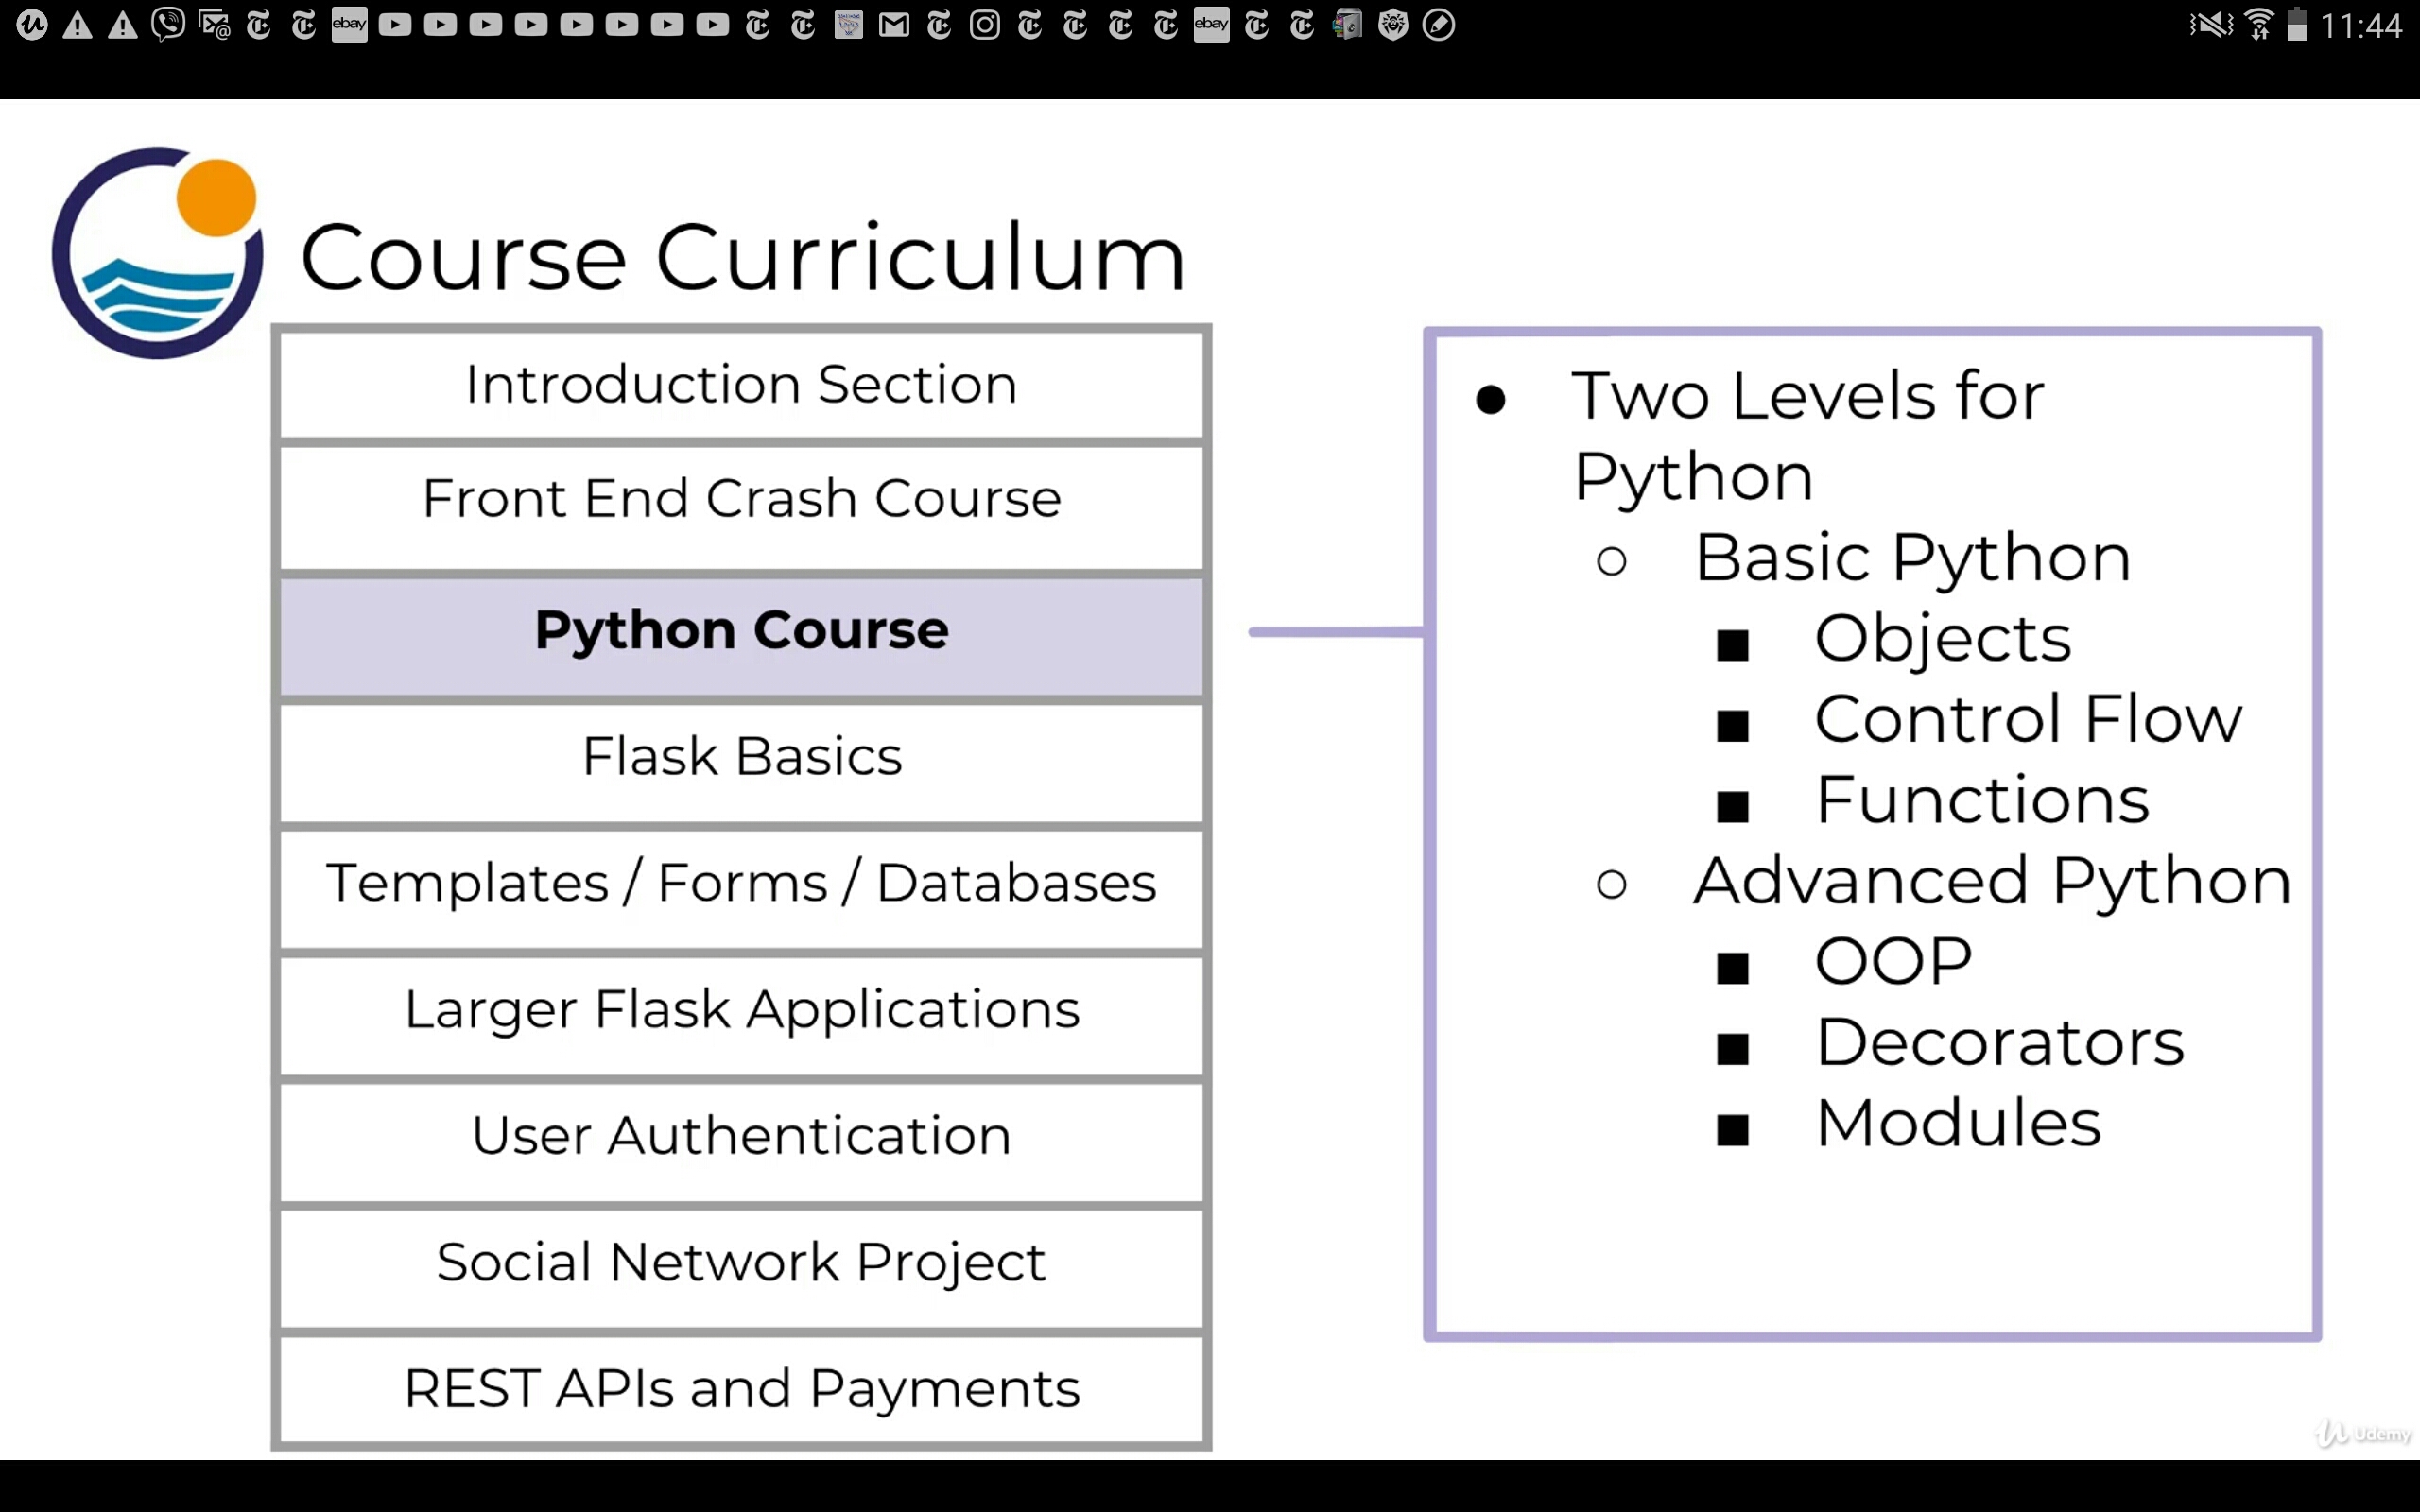 ebay
ebay
11:44
Course Curriculum
Introduction Section
Front End Crash Course
Python Course
Flask Basics
Templates / Forms / Databases
Larger Flask Applications
User Authentication
Social Network Project
REST APIs and Payments
Two Levels for
Python
Basic Python
Objects
Control Flow
Functions
Advanced Python
OOP
Decorators
Modules
Udemy